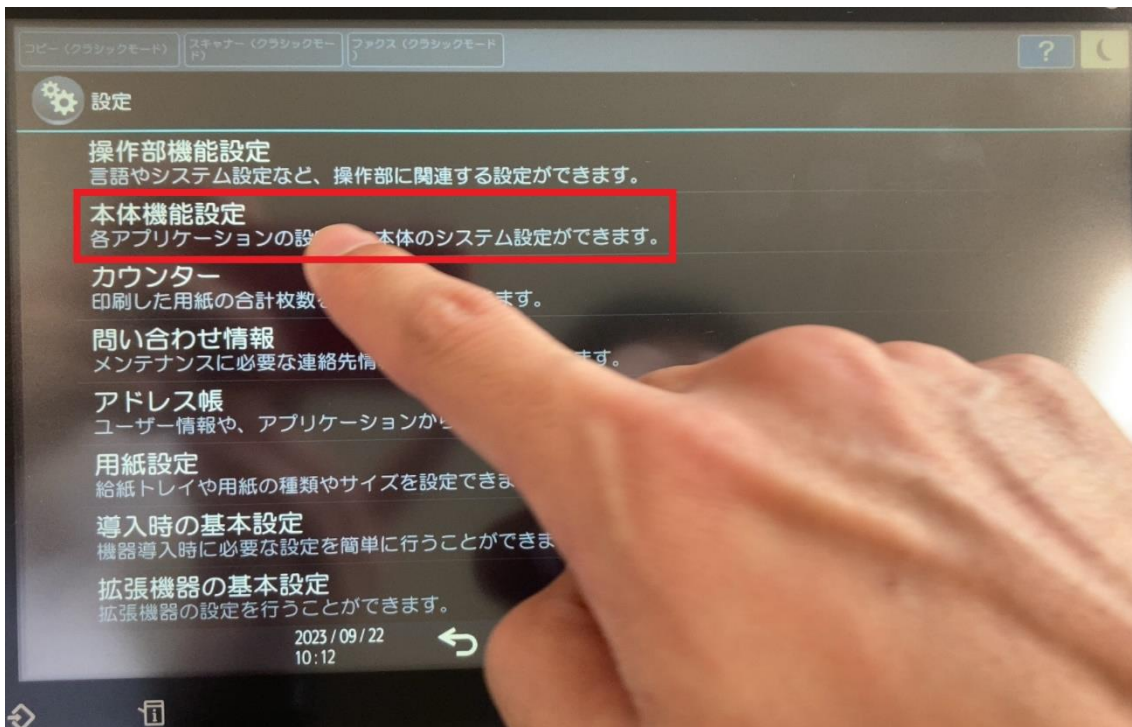 コピー（クラシックモード）
スキャナー（クラシックモー
ド）
ファクス（クラシックモード
）
?
設定
操作部機能設定
言語やシステム設定など、操作部に関連する設定ができます。
本体機能設定
各アプリケーションの設 本体のシステム設定ができます。
カウンター
印刷した用紙の合計枚数 ます。
問い合わせ情報
メンテナンスに必要な連絡先情 ます。
アドレス帳
ユーザー情報や、アプリケーションから
用紙設定
給紙トレイや用紙の種類やサイズを設定できま
導入時の基本設定
機器導入時に必要な設定を簡単に行うことができま
拡張機器の基本設定
拡張機器の設定を行うことができます。
2023/09/22
10:12